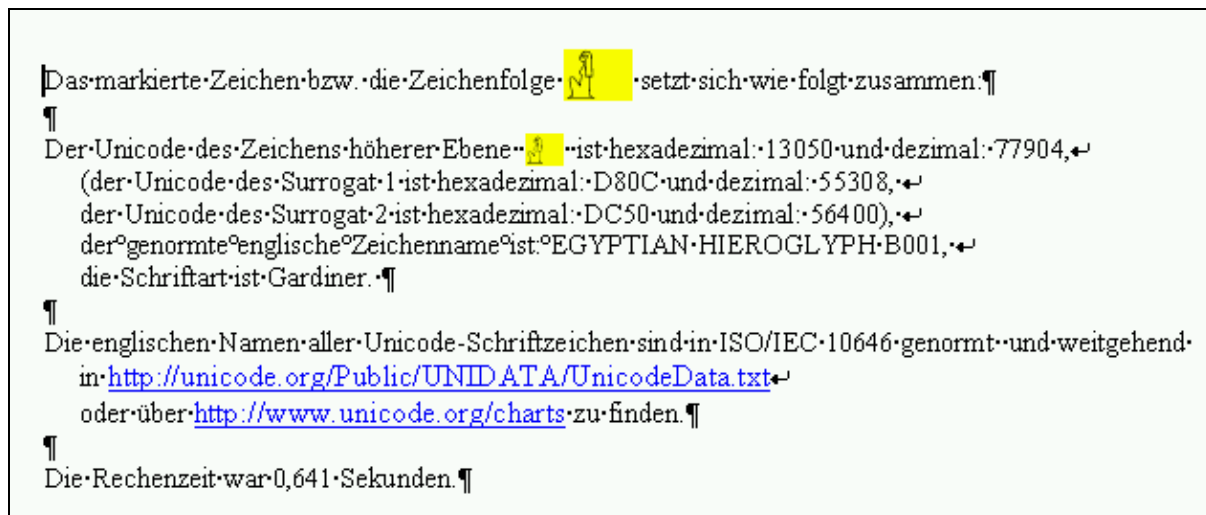 Das·markierte·Zeichen·bzw.·die·Zeichenfolge·𓁐·setzt·sich·wie·folgt·zusammen:¶
¶
Der·Unicode·des·Zeichens·höherer·Ebene··𓁐··ist·hexadezimal:·13050·und·dezimal:·77904,↵
(der·Unicode·des·Surrogat·1·ist·hexadezimal:·D80C·und·dezimal:·55308,·↵
der·Unicode·des·Surrogat·2·ist·hexadezimal:·DC50·und·dezimal:·56400),·↵
der°genormte°englische°Zeichenname°ist:°EGYPTIAN·HIEROGLYPH·B001,·↵
die·Schriftart·ist·Gardiner.·¶
¶
Die·englischen·Namen·aller·Unicode-Schriftzeichen·sind·in·ISO/IEC·10646·genormt··und·weitgehend·
in·http://unicode.org/Public/UNIDATA/UnicodeData.txt↵
oder·über·http://www.unicode.org/charts·zu·finden.¶
¶
Die·Rechenzeit·war·0,641·Sekunden.¶